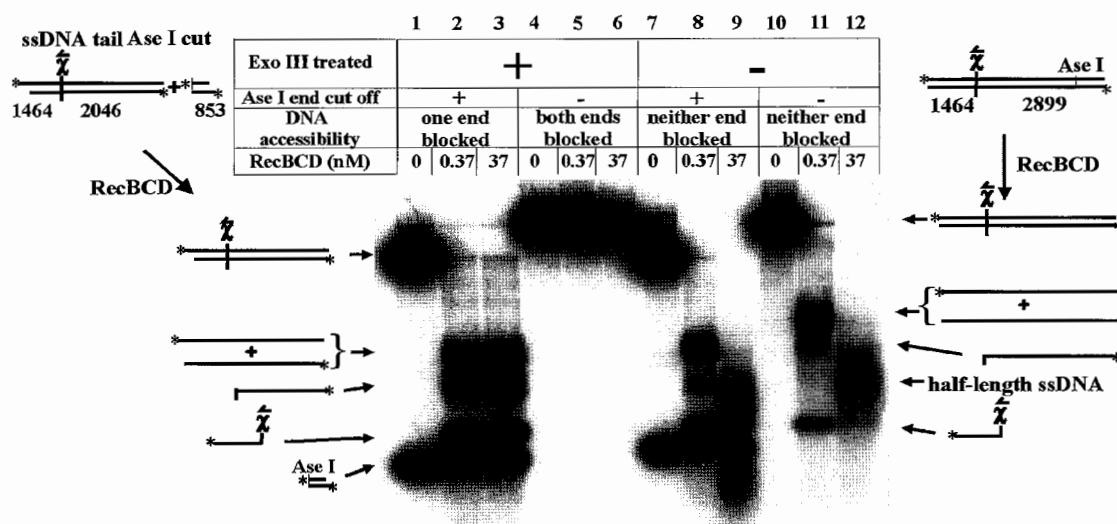 1 2 3 4 5 6 7 8 9 10 11 12
ssDNA tail Ase I cut
χ
* + * *
1464 2046 853
RecBCD
Exo III treated + -
Ase I end cut off + - + -
DNA accessibility one end blocked both ends blocked neither end blocked neither end blocked
RecBCD (nM) 0 0.37 37 0 0.37 37 0 0.37 37 0 0.37 37
χ Ase I
* *
1464 2899
RecBCD
χ
* *
χ
*
* + * }
*
χ
*
Ase I
* *
{ * + *
*
half-length ssDNA
χ
*